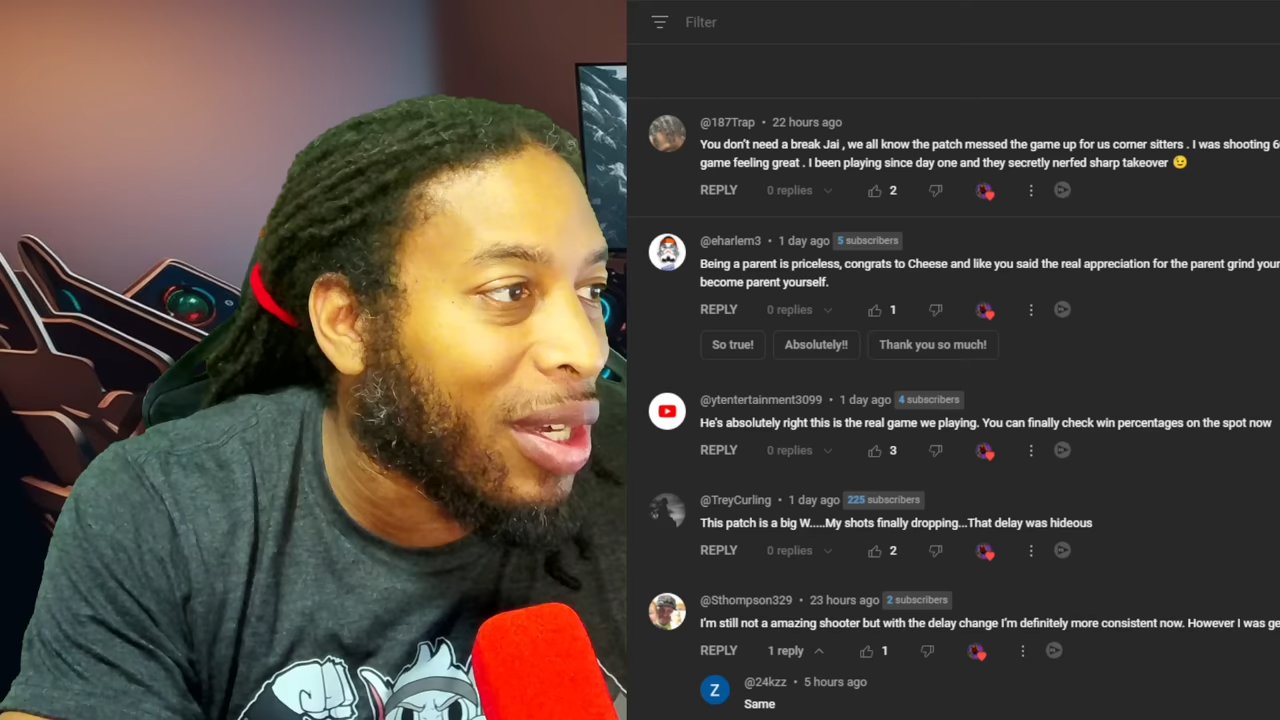 Filter
@187Trap • 22 hours ago
You don't need a break Jai , we all know the patch messed the game up for us corner sitters . I was shooting 6
game feeling great . I been playing since day one and they secretly nerfed sharp takeover 😉
REPLY 0 replies 2
@eharlem3 • 1 day ago 5 subscribers
Being a parent is priceless, congrats to Cheese and like you said the real appreciation for the parent grind your
become parent yourself.
REPLY 0 replies 1
So true! Absolutely!! Thank you so much!
@ytentertainment3099 • 1 day ago 4 subscribers
He's absolutely right this is the real game we playing. You can finally check win percentages on the spot now
REPLY 0 replies 3
@TreyCurling • 1 day ago 225 subscribers
This patch is a big W.....My shots finally dropping...That delay was hideous
REPLY 0 replies 2
@Sthompson329 • 23 hours ago 2 subscribers
I'm still not a amazing shooter but with the delay change I'm definitely more consistent now. However I was ge
REPLY 1 reply 1
Z @24kzz • 5 hours ago
Same